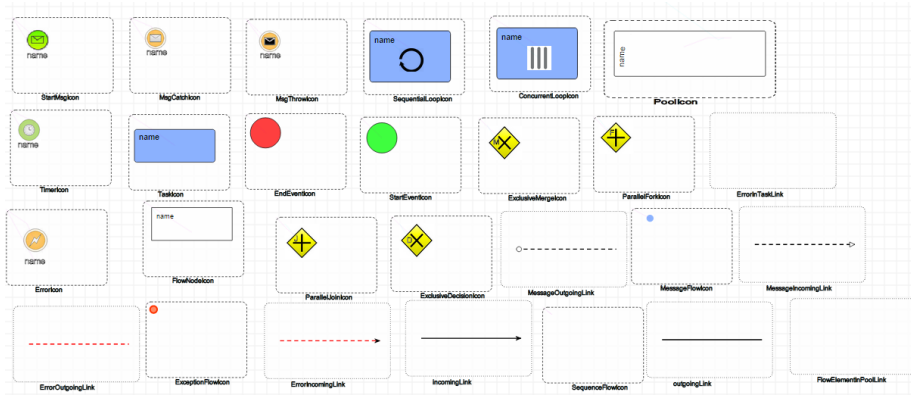 name
name
name
name
name
name
StartMsgIcon
MsgCatchIcon
MsgThrowIcon
SequentialLoopIcon
ConcurrentLoopIcon
PoolIcon
name
name
M
F
TimerIcon
TaskIcon
EndEventIcon
StartEventIcon
ExclusiveMergeIcon
ParallelForkIcon
ErrorInTaskLink
name
name
J
D
ErrorIcon
FlowNodeIcon
ParallelJoinIcon
ExclusiveDecisionIcon
MessageOutgoingLink
MessageFlowIcon
MessageIncomingLink
ErrorOutgoingLink
ExceptionFlowIcon
ErrorIncomingLink
incomingLink
SequenceFlowIcon
outgoingLink
FlowElementInPoolLink